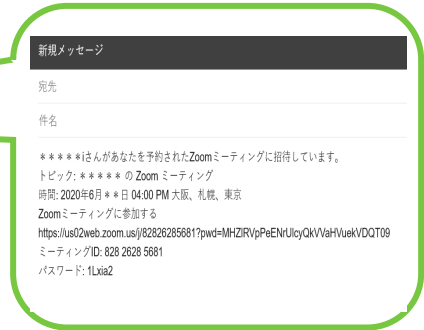 新規メッセージ
宛先
件名
＊＊＊＊＊iさんがあなたを予約されたZoomミーティングに招待しています。
トピック: ＊＊＊＊＊ の Zoom ミーティング
時間: 2020年6月＊＊日 04:00 PM 大阪、札幌、東京
Zoomミーティングに参加する
https://us02web.zoom.us/j/82826285681?pwd=MHZlRVpPeENrUlcyQkVVaHVuekVDQT09
ミーティングID: 828 2628 5681
パスワード: 1Lxia2